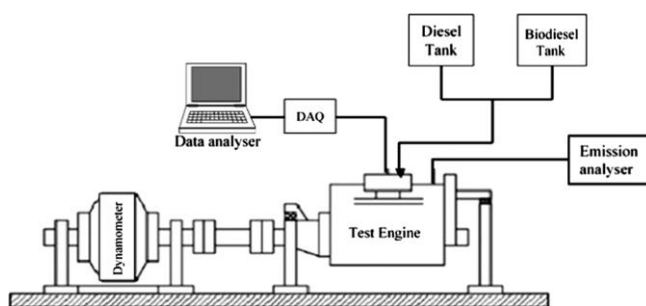 Diesel
Tank
Biodiesel
Tank
DAQ
Data analyser
Emission
analyser
Dynamometer
Test Engine